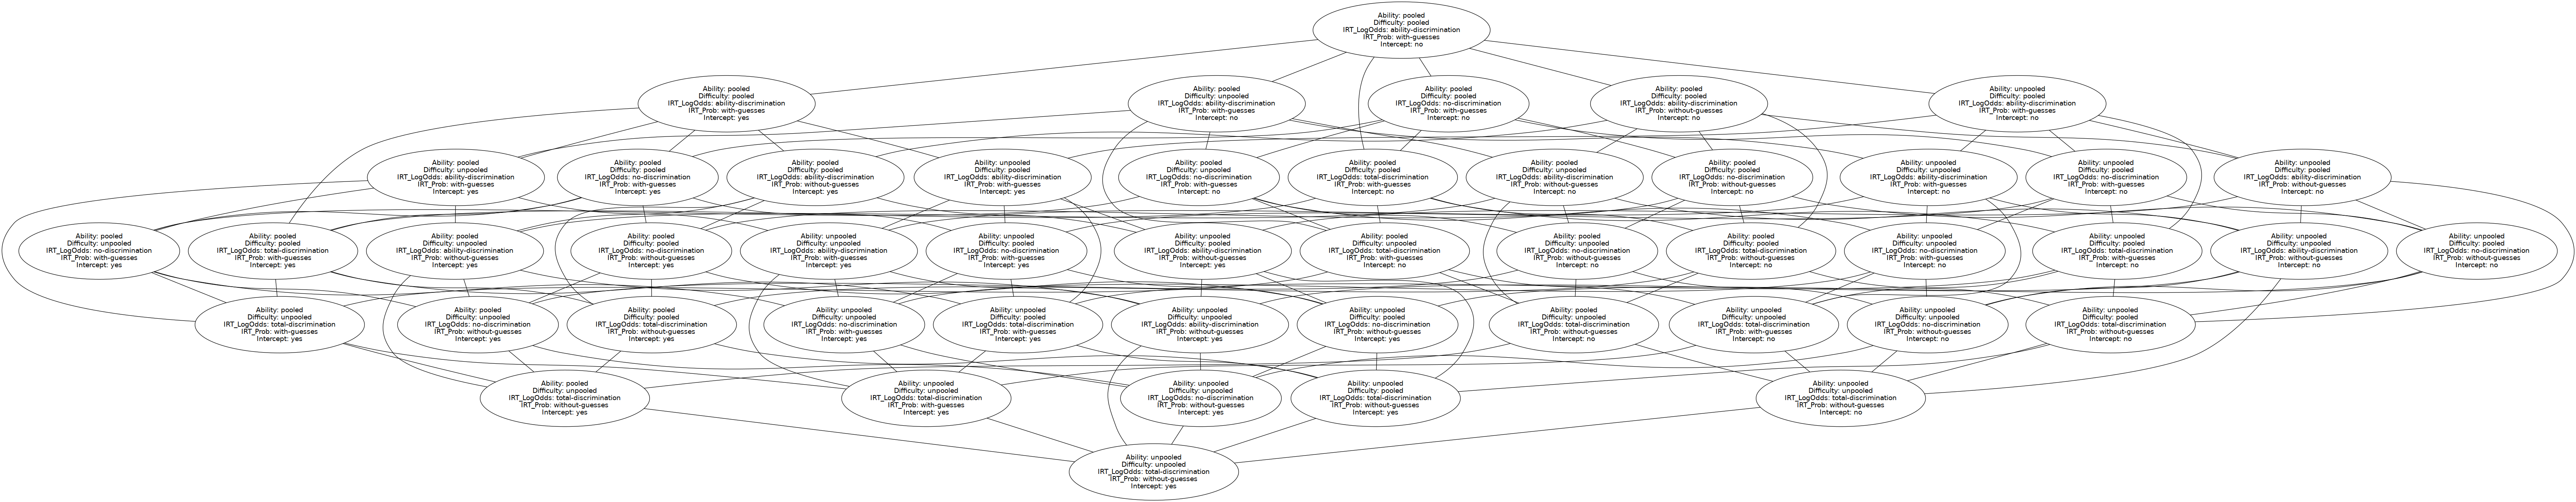 Ability: pooled
Difficulty: pooled
IRT_LogOdds: ability-discrimination
IRT_Prob: with-guesses
Intercept: no
Ability: pooled
Difficulty: pooled
IRT_LogOdds: ability-discrimination
IRT_Prob: with-guesses
Intercept: yes
Ability: pooled
Difficulty: unpooled
IRT_LogOdds: ability-discrimination
IRT_Prob: with-guesses
Intercept: no
Ability: pooled
Difficulty: pooled
IRT_LogOdds: no-discrimination
IRT_Prob: with-guesses
Intercept: no
Ability: pooled
Difficulty: pooled
IRT_LogOdds: ability-discrimination
IRT_Prob: without-guesses
Intercept: no
Ability: unpooled
Difficulty: pooled
IRT_LogOdds: ability-discrimination
IRT_Prob: with-guesses
Intercept: no
Ability: pooled
Difficulty: unpooled
IRT_LogOdds: ability-discrimination
IRT_Prob: with-guesses
Intercept: yes
Ability: pooled
Difficulty: pooled
IRT_LogOdds: no-discrimination
IRT_Prob: with-guesses
Intercept: yes
Ability: pooled
Difficulty: pooled
IRT_LogOdds: ability-discrimination
IRT_Prob: without-guesses
Intercept: yes
Ability: unpooled
Difficulty: pooled
IRT_LogOdds: ability-discrimination
IRT_Prob: with-guesses
Intercept: yes
Ability: pooled
Difficulty: unpooled
IRT_LogOdds: no-discrimination
IRT_Prob: with-guesses
Intercept: no
Ability: pooled
Difficulty: pooled
IRT_LogOdds: total-discrimination
IRT_Prob: with-guesses
Intercept: no
Ability: pooled
Difficulty: unpooled
IRT_LogOdds: ability-discrimination
IRT_Prob: without-guesses
Intercept: no
Ability: pooled
Difficulty: pooled
IRT_LogOdds: no-discrimination
IRT_Prob: without-guesses
Intercept: no
Ability: unpooled
Difficulty: unpooled
IRT_LogOdds: ability-discrimination
IRT_Prob: with-guesses
Intercept: no
Ability: unpooled
Difficulty: pooled
IRT_LogOdds: no-discrimination
IRT_Prob: with-guesses
Intercept: no
Ability: unpooled
Difficulty: pooled
IRT_LogOdds: ability-discrimination
IRT_Prob: without-guesses
Intercept: no
Ability: pooled
Difficulty: unpooled
IRT_LogOdds: no-discrimination
IRT_Prob: with-guesses
Intercept: yes
Ability: pooled
Difficulty: pooled
IRT_LogOdds: total-discrimination
IRT_Prob: with-guesses
Intercept: yes
Ability: pooled
Difficulty: unpooled
IRT_LogOdds: ability-discrimination
IRT_Prob: without-guesses
Intercept: yes
Ability: pooled
Difficulty: pooled
IRT_LogOdds: no-discrimination
IRT_Prob: without-guesses
Intercept: yes
Ability: unpooled
Difficulty: unpooled
IRT_LogOdds: ability-discrimination
IRT_Prob: with-guesses
Intercept: yes
Ability: unpooled
Difficulty: pooled
IRT_LogOdds: no-discrimination
IRT_Prob: with-guesses
Intercept: yes
Ability: unpooled
Difficulty: pooled
IRT_LogOdds: ability-discrimination
IRT_Prob: without-guesses
Intercept: yes
Ability: pooled
Difficulty: unpooled
IRT_LogOdds: total-discrimination
IRT_Prob: with-guesses
Intercept: no
Ability: pooled
Difficulty: unpooled
IRT_LogOdds: no-discrimination
IRT_Prob: without-guesses
Intercept: no
Ability: pooled
Difficulty: pooled
IRT_LogOdds: total-discrimination
IRT_Prob: without-guesses
Intercept: no
Ability: unpooled
Difficulty: unpooled
IRT_LogOdds: no-discrimination
IRT_Prob: with-guesses
Intercept: no
Ability: unpooled
Difficulty: pooled
IRT_LogOdds: total-discrimination
IRT_Prob: with-guesses
Intercept: no
Ability: unpooled
Difficulty: unpooled
IRT_LogOdds: ability-discrimination
IRT_Prob: without-guesses
Intercept: no
Ability: unpooled
Difficulty: pooled
IRT_LogOdds: no-discrimination
IRT_Prob: without-guesses
Intercept: no
Ability: pooled
Difficulty: unpooled
IRT_LogOdds: total-discrimination
IRT_Prob: with-guesses
Intercept: yes
Ability: pooled
Difficulty: unpooled
IRT_LogOdds: no-discrimination
IRT_Prob: without-guesses
Intercept: yes
Ability: pooled
Difficulty: pooled
IRT_LogOdds: total-discrimination
IRT_Prob: without-guesses
Intercept: yes
Ability: unpooled
Difficulty: unpooled
IRT_LogOdds: no-discrimination
IRT_Prob: with-guesses
Intercept: yes
Ability: unpooled
Difficulty: pooled
IRT_LogOdds: total-discrimination
IRT_Prob: with-guesses
Intercept: yes
Ability: unpooled
Difficulty: unpooled
IRT_LogOdds: ability-discrimination
IRT_Prob: without-guesses
Intercept: yes
Ability: unpooled
Difficulty: pooled
IRT_LogOdds: no-discrimination
IRT_Prob: without-guesses
Intercept: yes
Ability: pooled
Difficulty: unpooled
IRT_LogOdds: total-discrimination
IRT_Prob: without-guesses
Intercept: no
Ability: unpooled
Difficulty: unpooled
IRT_LogOdds: total-discrimination
IRT_Prob: with-guesses
Intercept: no
Ability: unpooled
Difficulty: unpooled
IRT_LogOdds: no-discrimination
IRT_Prob: without-guesses
Intercept: no
Ability: unpooled
Difficulty: pooled
IRT_LogOdds: total-discrimination
IRT_Prob: without-guesses
Intercept: no
Ability: pooled
Difficulty: unpooled
IRT_LogOdds: total-discrimination
IRT_Prob: without-guesses
Intercept: yes
Ability: unpooled
Difficulty: unpooled
IRT_LogOdds: total-discrimination
IRT_Prob: with-guesses
Intercept: yes
Ability: unpooled
Difficulty: unpooled
IRT_LogOdds: no-discrimination
IRT_Prob: without-guesses
Intercept: yes
Ability: unpooled
Difficulty: pooled
IRT_LogOdds: total-discrimination
IRT_Prob: without-guesses
Intercept: yes
Ability: unpooled
Difficulty: unpooled
IRT_LogOdds: total-discrimination
IRT_Prob: without-guesses
Intercept: no
Ability: unpooled
Difficulty: unpooled
IRT_LogOdds: total-discrimination
IRT_Prob: without-guesses
Intercept: yes